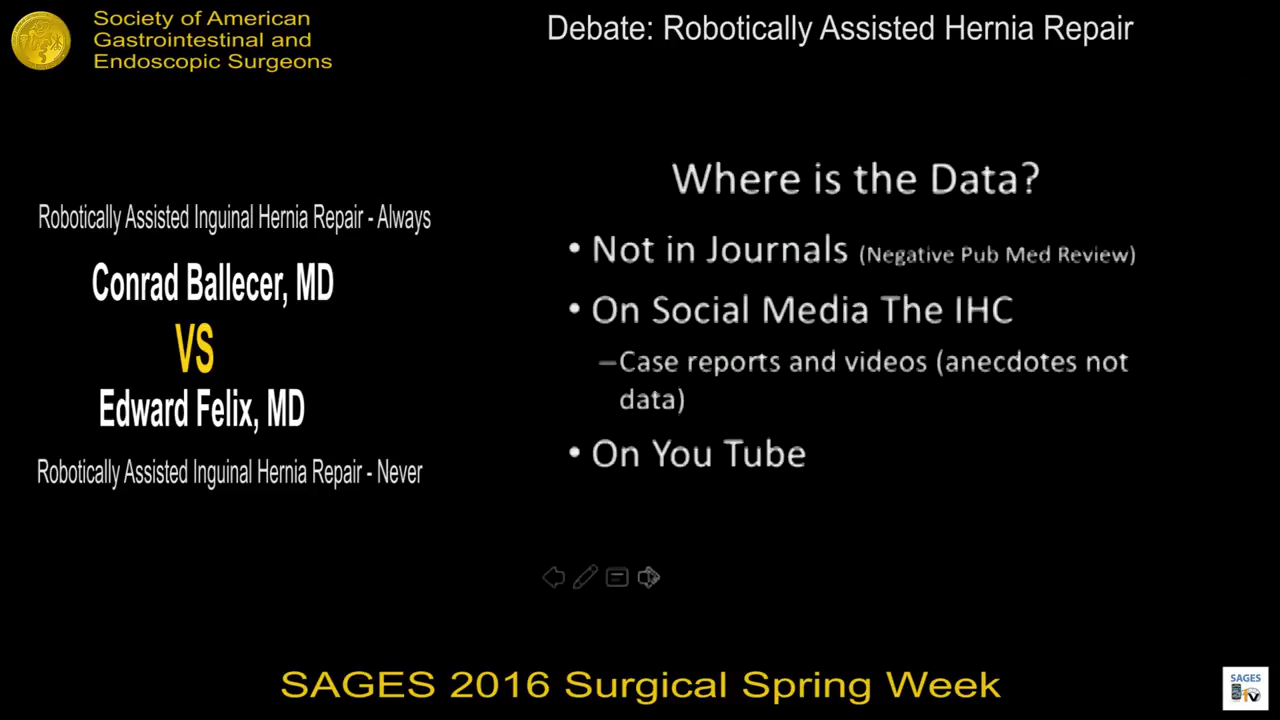 Society of American
Gastrointestinal and
Endoscopic Surgeons
Debate: Robotically Assisted Hernia Repair
Robotically Assisted Inguinal Hernia Repair - Always
Conrad Ballecer, MD
VS
Edward Felix, MD
Robotically Assisted Inguinal Hernia Repair - Never
Where is the Data?
• Not in Journals (Negative Pub Med Review)
• On Social Media The IHC
–Case reports and videos (anecdotes not
data)
• On You Tube
SAGES 2016 Surgical Spring Week
SAGES
TV